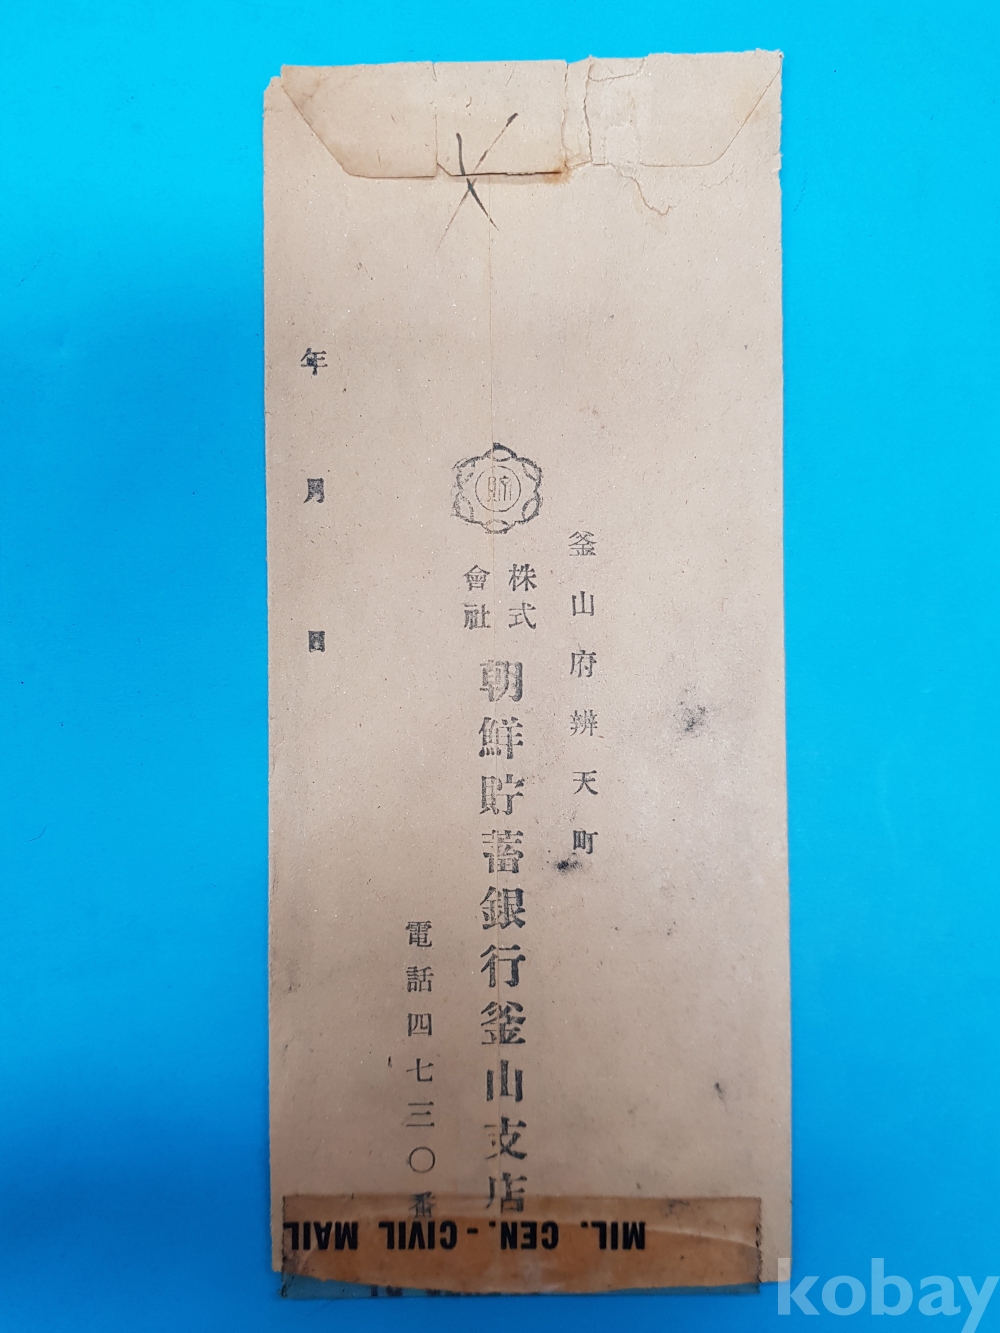 釜山府辨天町
貯
株式
會社
朝鮮貯蓄銀行釜山支店
電話四七三〇番
年月日
MIL. CEN. - CIVIL MAIL
kobay